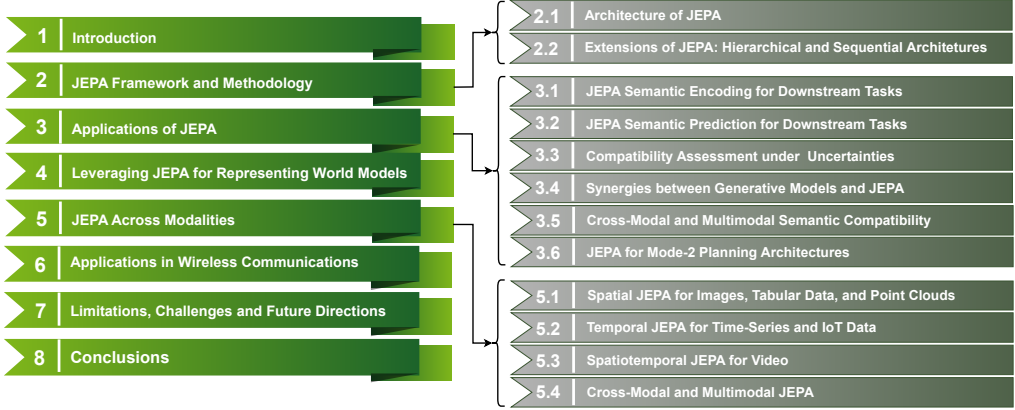 1 Introduction
2 JEPA Framework and Methodology
3 Applications of JEPA
4 Leveraging JEPA for Representing World Models
5 JEPA Across Modalities
6 Applications in Wireless Communications
7 Limitations, Challenges and Future Directions
8 Conclusions
2.1 Architecture of JEPA
2.2 Extensions of JEPA: Hierarchical and Sequential Architetures
3.1 JEPA Semantic Encoding for Downstream Tasks
3.2 JEPA Semantic Prediction for Downstream Tasks
3.3 Compatibility Assessment under Uncertainties
3.4 Synergies between Generative Models and JEPA
3.5 Cross-Modal and Multimodal Semantic Compatibility
3.6 JEPA for Mode-2 Planning Architectures
5.1 Spatial JEPA for Images, Tabular Data, and Point Clouds
5.2 Temporal JEPA for Time-Series and IoT Data
5.3 Spatiotemporal JEPA for Video
5.4 Cross-Modal and Multimodal JEPA